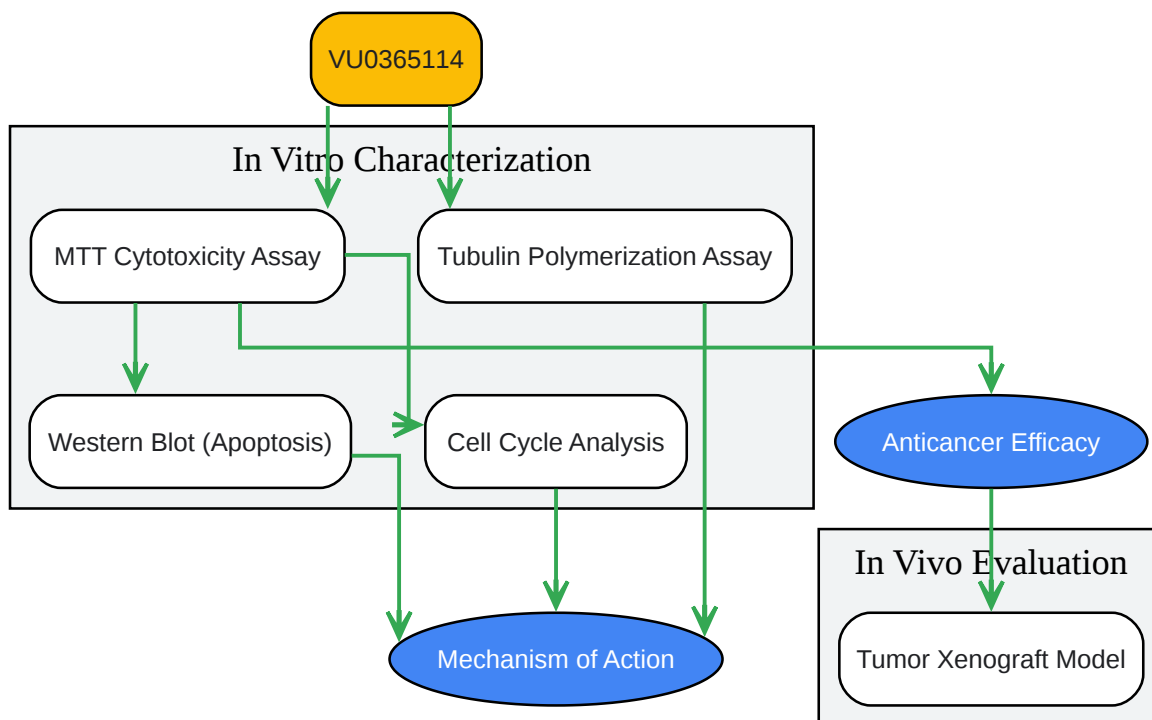 VU0365114
In Vitro Characterization
MTT Cytotoxicity Assay
Tubulin Polymerization Assay
Western Blot (Apoptosis)
Cell Cycle Analysis
Anticancer Efficacy
In Vivo Evaluation
Mechanism of Action
Tumor Xenograft Model